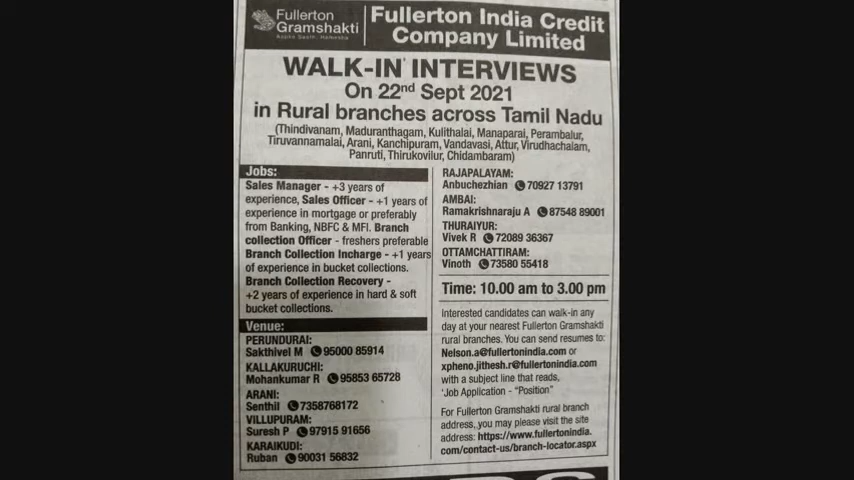 Fullerton
Gramshakti
Fullerton India Credit
Company Limited
WALK-IN INTERVIEWS
On 22nd Sept 2021
in Rural branches across Tamil Nadu
(Thindivanam, Maduranthagam, Kulithalai, Manaparai, Perambalur,
Tiruvannamalai, Arani, Kanchipuram, Vandavasi, Attur, Virudhachalam,
Panruti, Thirukovilur, Chidambaram)
Jobs:
Sales Manager - +3 years of
experience, Sales Officer - +1 years of
experience in mortgage or preferably
from Banking, NBFC & MFI. Branch
collection Officer - freshers preferable
Branch Collection Incharge - +1 years
of experience in bucket collections.
Branch Collection Recovery -
+2 years of experience in hard & soft
bucket collections.
Venue:
PERUNDURAI:
Sakthivel M 95000 85914
KALLAKURUCHI:
Mohankumar R 95853 65728
ARANI:
Senthil 7358768172
VILLUPURAM:
Suresh P 97915 91656
KARAIKUDI:
Ruban 90031 56832
RAJAPALAYAM:
Anbuchezhian 70927 13791
AMBAI:
Ramakrishnaraju A 87548 89001
THURAIYUR:
Vivek R 72089 36367
OTTAMCHATTIRAM:
Vinoth 73580 55418
Time: 10.00 am to 3.00 pm
Interested candidates can walk-in any
day at your nearest Fullerton Gramshakti
rural branches. You can send resumes to:
Nelson.a@fullertonindia.com or
xpheno.jithesh.r@fullertonindia.com
with a subject line that reads,
'Job Application - "Position"
For Fullerton Gramshakti rural branch
address, you may please visit the site
address: https://www.fullertonindia.
com/contact-us/branch-locator.aspx